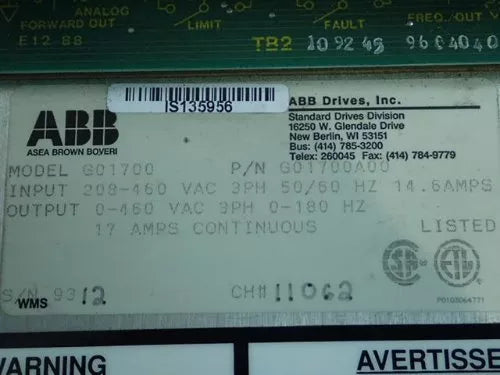 ANALOG
FORWARD OUT LIMIT FAULT FREQ. OUT
E12 88 TB2 109245 9604040
IS135956
ABB
ASEA BROWN BOVERI
ABB Drives, Inc.
Standard Drives Division
16250 W. Glendale Drive
New Berlin, WI 53151
Bus: (414) 785-3200
Telex: 260045 Fax: (414) 784-9779
MODEL G01700 P/N G01700A00
INPUT 208-460 VAC 3PH 50/60 HZ 14.6AMPS
OUTPUT 0-460 VAC 3PH 0-180 HZ
17 AMPS CONTINUOUS LISTED
S/N 9312 CH# 11062
WMS
WARNING AVERTISSE